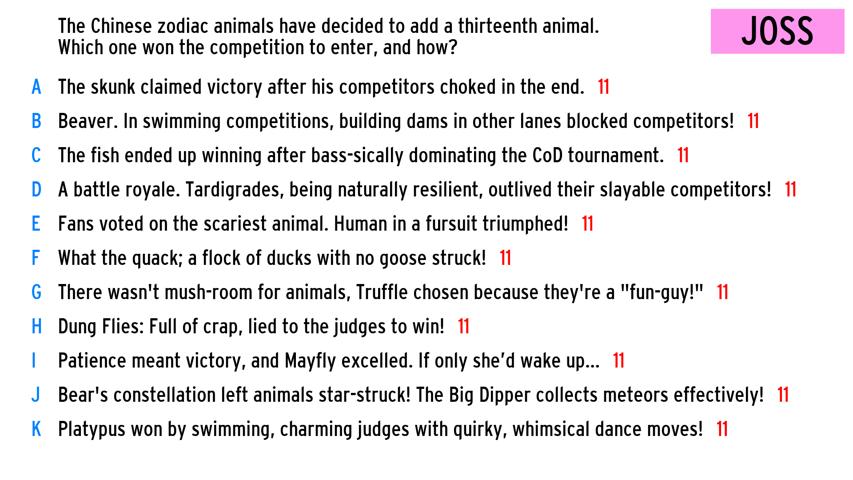 The Chinese zodiac animals have decided to add a thirteenth animal.
Which one won the competition to enter, and how?
JOSS
A The skunk claimed victory after his competitors choked in the end. 11
B Beaver. In swimming competitions, building dams in other lanes blocked competitors! 11
C The fish ended up winning after bass-sically dominating the CoD tournament. 11
D A battle royale. Tardigrades, being naturally resilient, outlived their slayable competitors! 11
E Fans voted on the scariest animal. Human in a fursuit triumphed! 11
F What the quack; a flock of ducks with no goose struck! 11
G There wasn't mush-room for animals, Truffle chosen because they're a "fun-guy!" 11
H Dung Flies: Full of crap, lied to the judges to win! 11
I Patience meant victory, and Mayfly excelled. If only she’d wake up... 11
J Bear's constellation left animals star-struck! The Big Dipper collects meteors effectively! 11
K Platypus won by swimming, charming judges with quirky, whimsical dance moves! 11